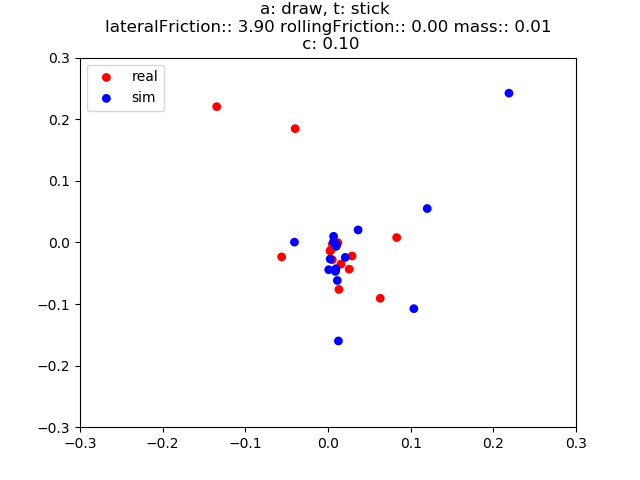 a: draw, t: stick
lateralFriction:: 3.90 rollingFriction:: 0.00 mass:: 0.01
c: 0.10
real
sim
0.3
0.2
0.1
0.0
−0.1
−0.2
−0.3
−0.3
−0.2
−0.1
0.0
0.1
0.2
0.3